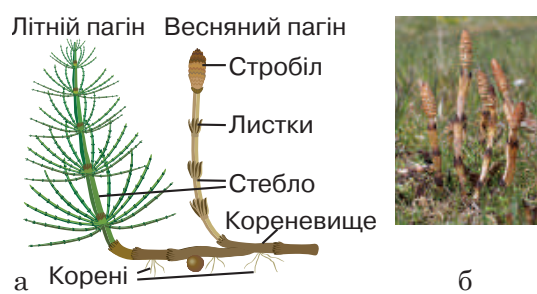 Літній пагін Весняний пагін
Стробіл
Листки
Стебло
Кореневище
Корені
а
б